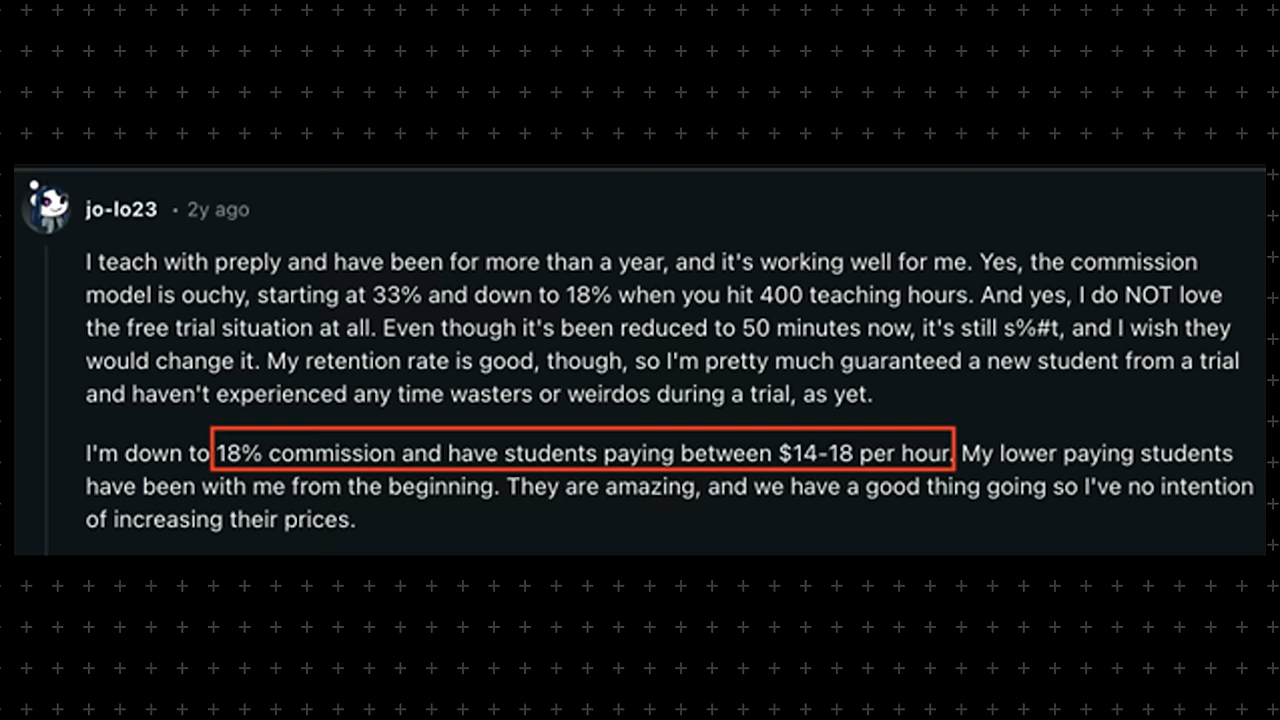 jo-lo23 • 2y ago
I teach with preply and have been for more than a year, and it's working well for me. Yes, the commission
model is ouchy, starting at 33% and down to 18% when you hit 400 teaching hours. And yes, I do NOT love
the free trial situation at all. Even though it's been reduced to 50 minutes now, it's still s%#t, and I wish they
would change it. My retention rate is good, though, so I'm pretty much guaranteed a new student from a trial
and haven't experienced any time wasters or weirdos during a trial, as yet.
I'm down to 18% commission and have students paying between $14-18 per hour. My lower paying students
have been with me from the beginning. They are amazing, and we have a good thing going so I've no intention
of increasing their prices.